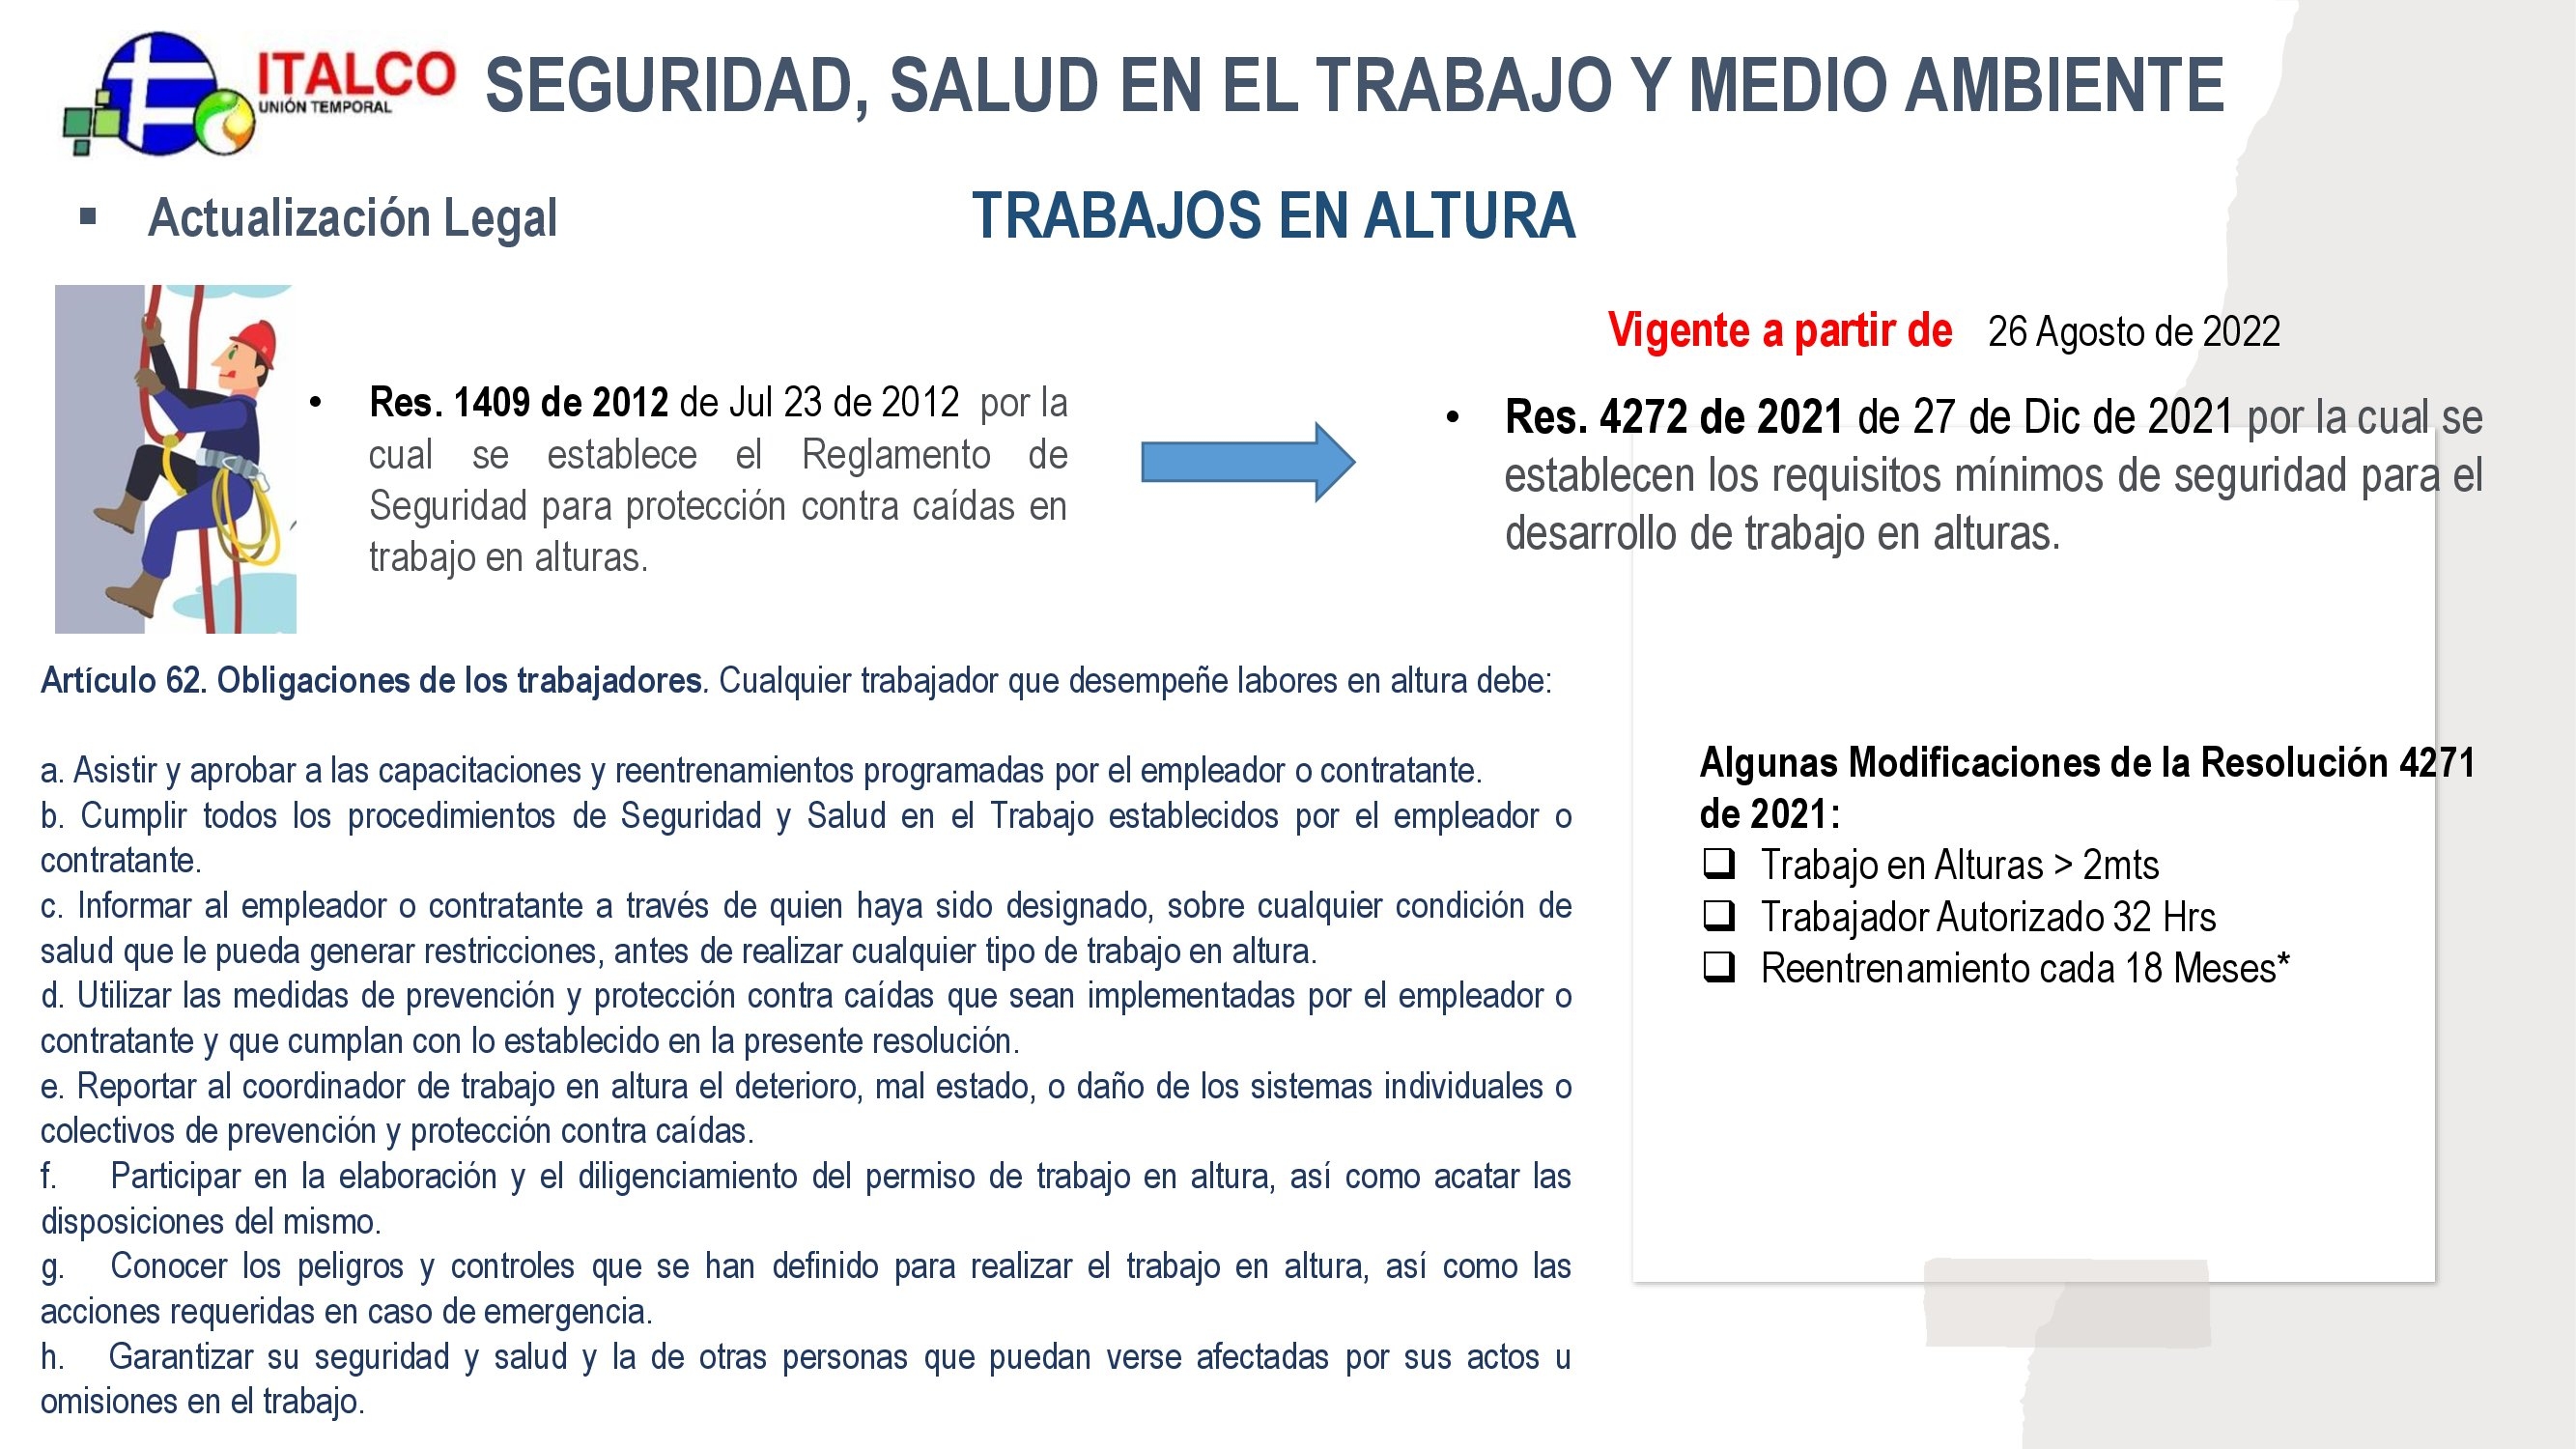 ITALCO
UNIÓN TEMPORAL
SEGURIDAD, SALUD EN EL TRABAJO Y MEDIO AMBIENTE
▪ Actualización Legal
TRABAJOS EN ALTURA
Vigente a partir de 26 Agosto de 2022
• Res. 1409 de 2012 de Jul 23 de 2012 por la
cual se establece el Reglamento de
Seguridad para protección contra caídas en
trabajo en alturas.
• Res. 4272 de 2021 de 27 de Dic de 2021 por la cual se
establecen los requisitos mínimos de seguridad para el
desarrollo de trabajo en alturas.
Artículo 62. Obligaciones de los trabajadores. Cualquier trabajador que desempeñe labores en altura debe:
a. Asistir y aprobar a las capacitaciones y reentrenamientos programadas por el empleador o contratante.
b. Cumplir todos los procedimientos de Seguridad y Salud en el Trabajo establecidos por el empleador o
contratante.
c. Informar al empleador o contratante a través de quien haya sido designado, sobre cualquier condición de
salud que le pueda generar restricciones, antes de realizar cualquier tipo de trabajo en altura.
d. Utilizar las medidas de prevención y protección contra caídas que sean implementadas por el empleador o
contratante y que cumplan con lo establecido en la presente resolución.
e. Reportar al coordinador de trabajo en altura el deterioro, mal estado, o daño de los sistemas individuales o
colectivos de prevención y protección contra caídas.
f. Participar en la elaboración y el diligenciamiento del permiso de trabajo en altura, así como acatar las
disposiciones del mismo.
g. Conocer los peligros y controles que se han definido para realizar el trabajo en altura, así como las
acciones requeridas en caso de emergencia.
h. Garantizar su seguridad y salud y la de otras personas que puedan verse afectadas por sus actos u
omisiones en el trabajo.
Algunas Modificaciones de la Resolución 4271
de 2021:
❑ Trabajo en Alturas > 2mts
❑ Trabajador Autorizado 32 Hrs
❑ Reentrenamiento cada 18 Meses*